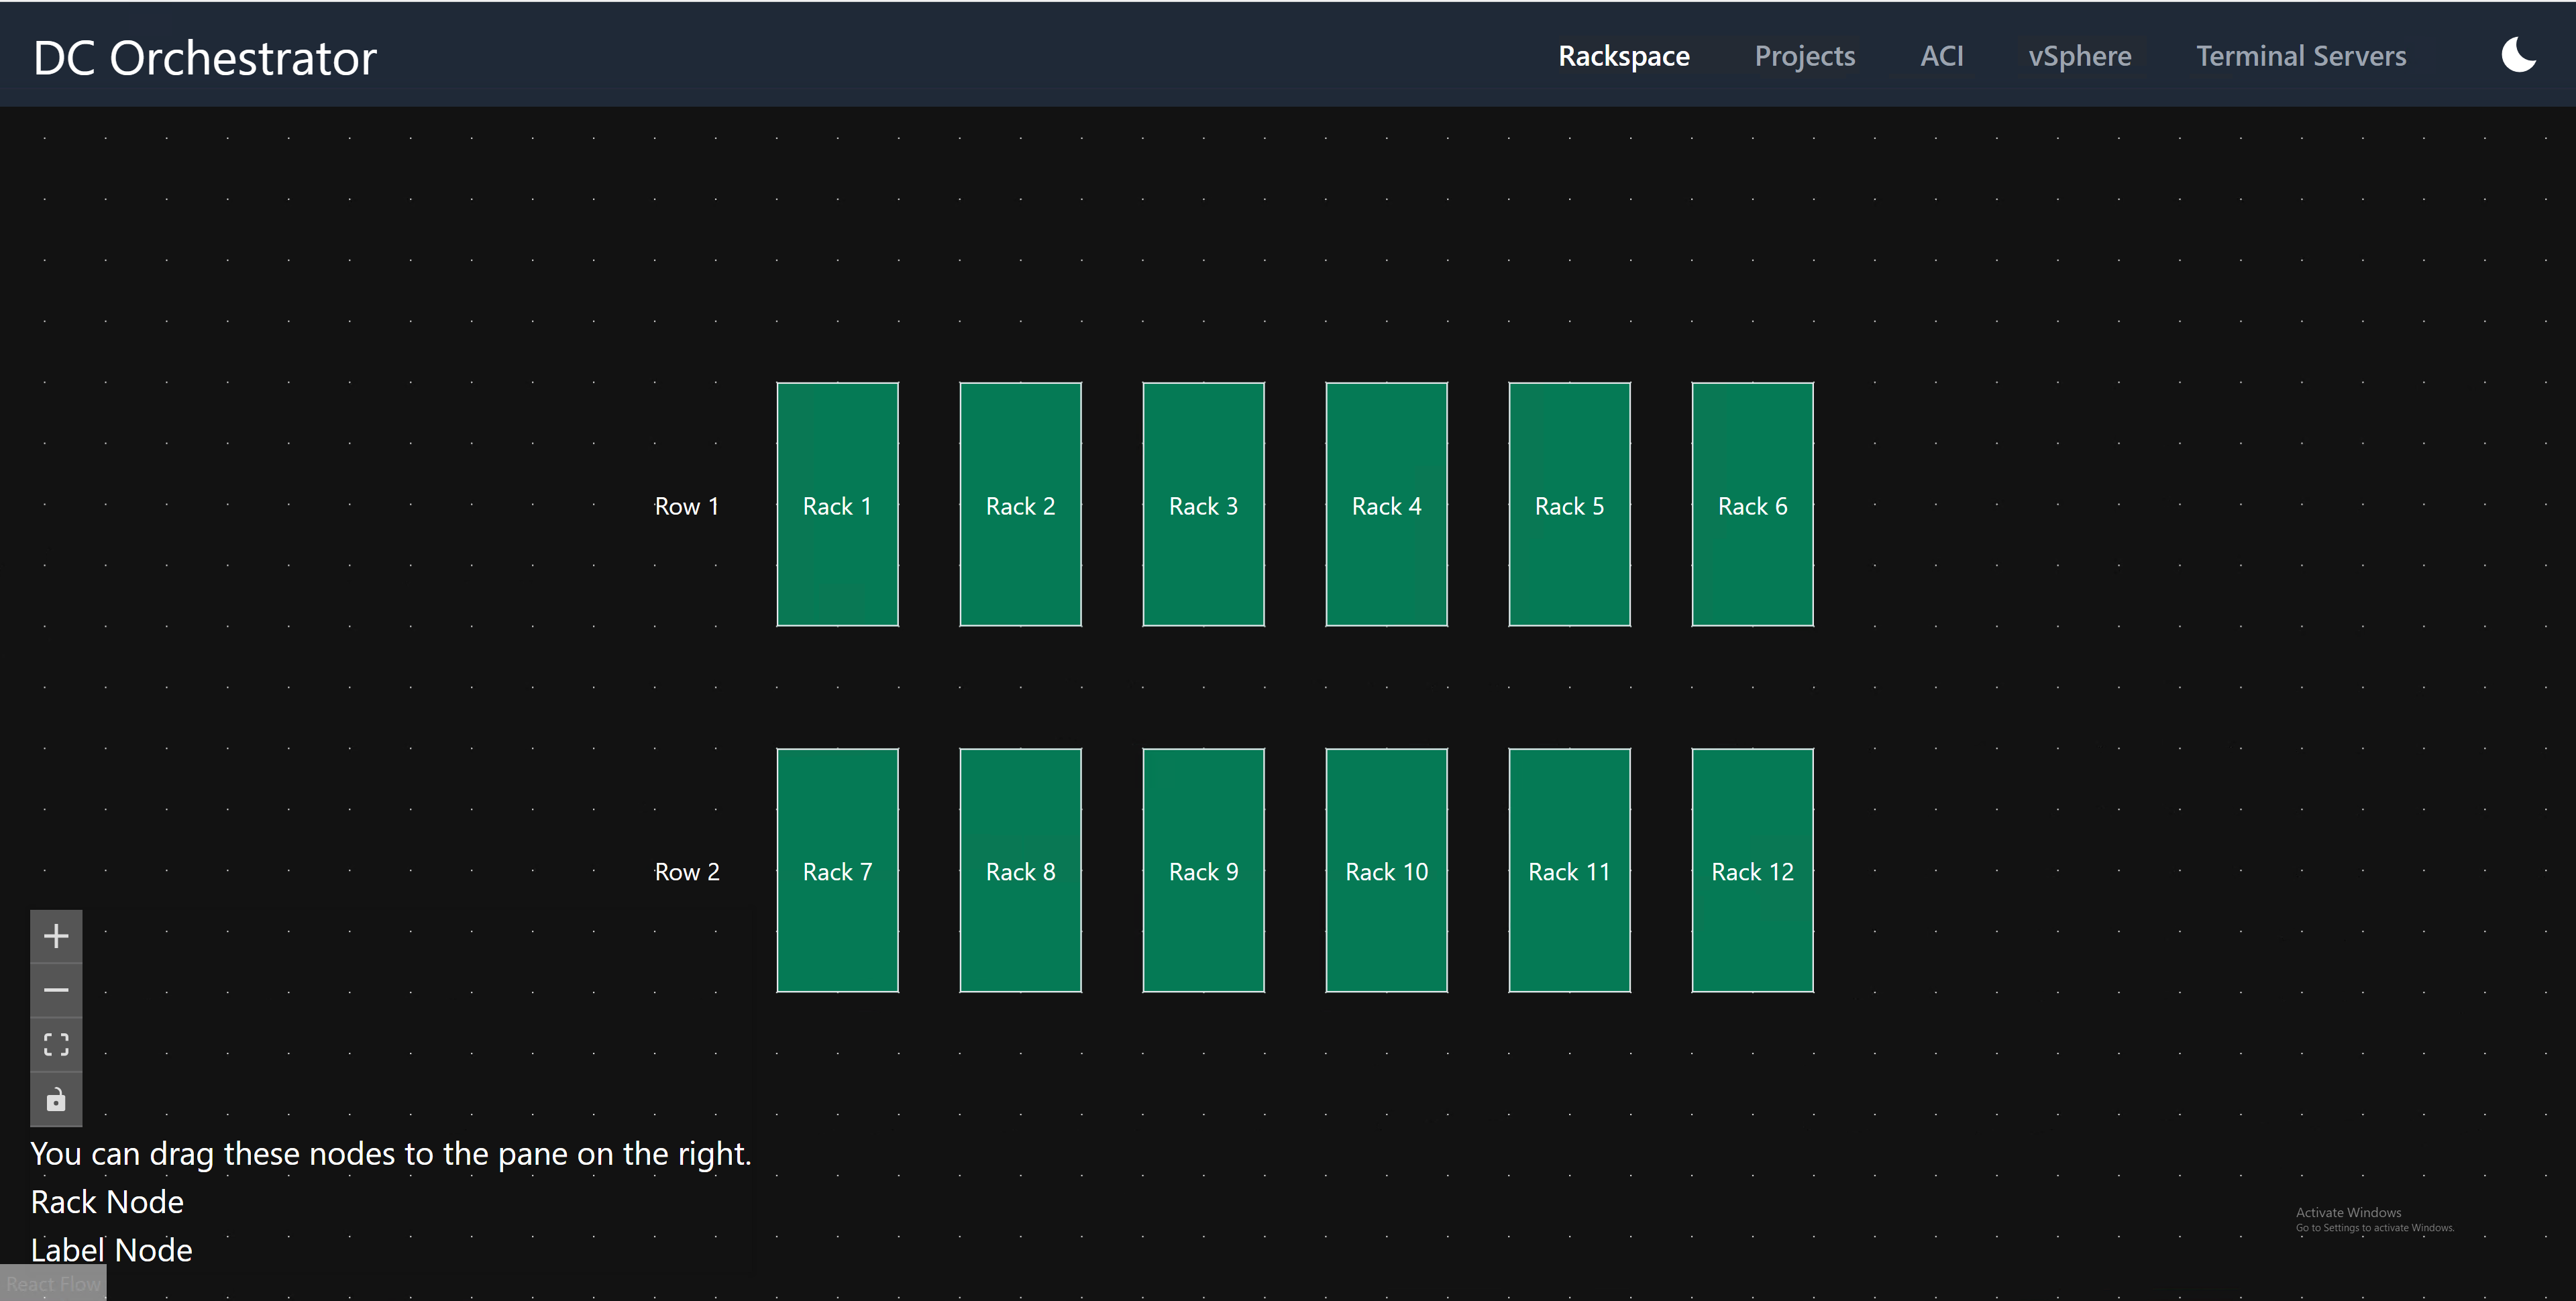 DC Orchestrator
Rackspace Projects ACI vSphere Terminal Servers
Row 1 Rack 1 Rack 2 Rack 3 Rack 4 Rack 5 Rack 6
Row 2 Rack 7 Rack 8 Rack 9 Rack 10 Rack 11 Rack 12
You can drag these nodes to the pane on the right.
Rack Node
Label Node
React Flow
Activate Windows
Go to Settings to activate Windows.